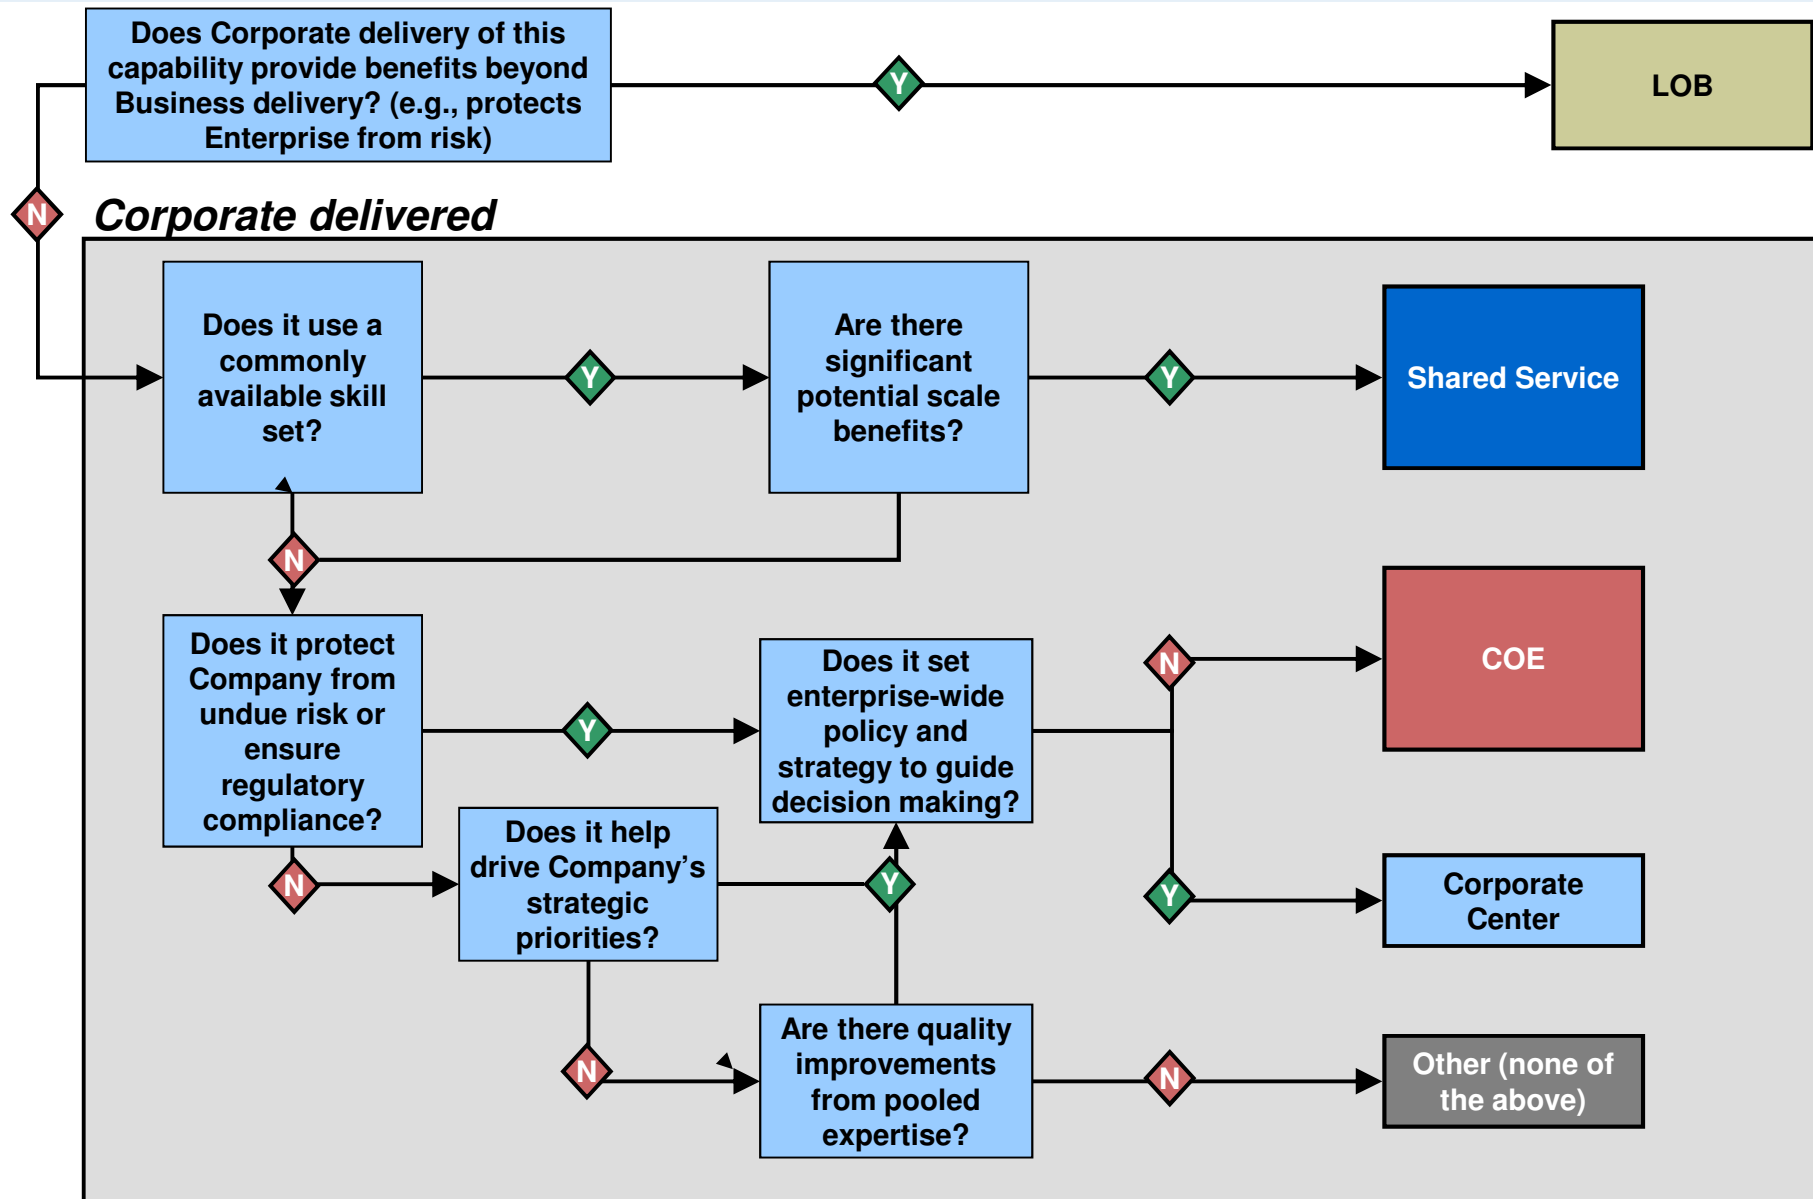 Does Corporate delivery of this
capability provide benefits beyond
Business delivery? (e.g., protects
Enterprise from risk)
Y
LOB
N
Corporate delivered
Does it use a
commonly
available skill
set?
Y
Are there
significant
potential scale
benefits?
Y
Shared Service
N
Does it protect
Company from
undue risk or
ensure
regulatory
compliance?
Y
Does it set
enterprise-wide
policy and
strategy to guide
decision making?
N
COE
N
Does it help
drive Company’s
strategic
priorities?
Y
Y
Corporate
Center
N
Are there quality
improvements
from pooled
expertise?
N
Other (none of
the above)